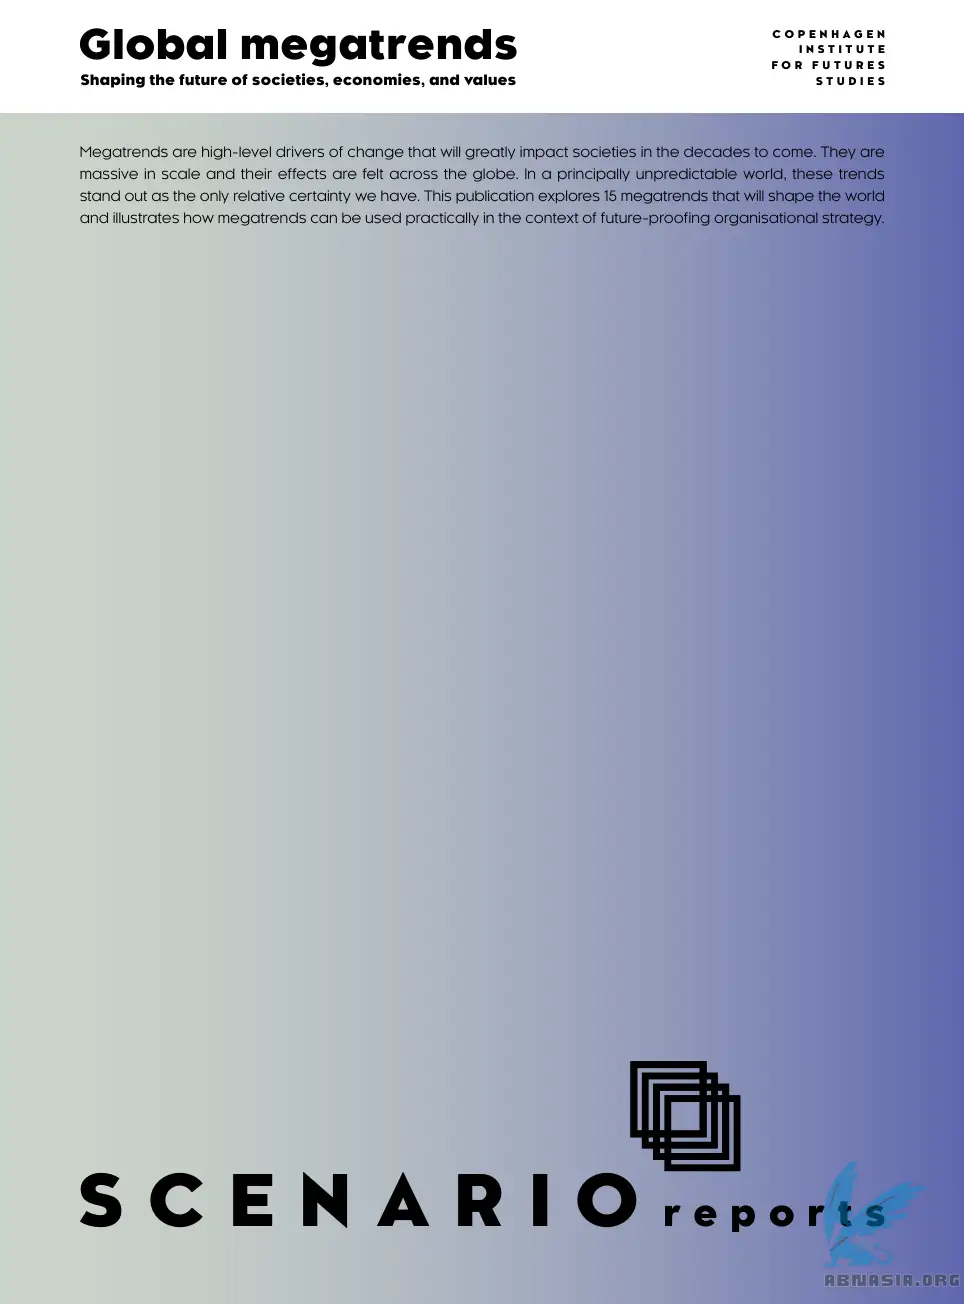 Global megatrends
Shaping the future of societies, economies, and values
COPENHAGEN
INSTITUTE
FOR FUTURES
STUDIES
Megatrends are high-level drivers of change that will greatly impact societies in the decades to come. They are
massive in scale and their effects are felt across the globe. In a principally unpredictable world, these trends
stand out as the only relative certainty we have. This publication explores 15 megatrends that will shape the world
and illustrates how megatrends can be used practically in the context of future-proofing organisational strategy.
SCENARIO reports
ABNASIA.ORG